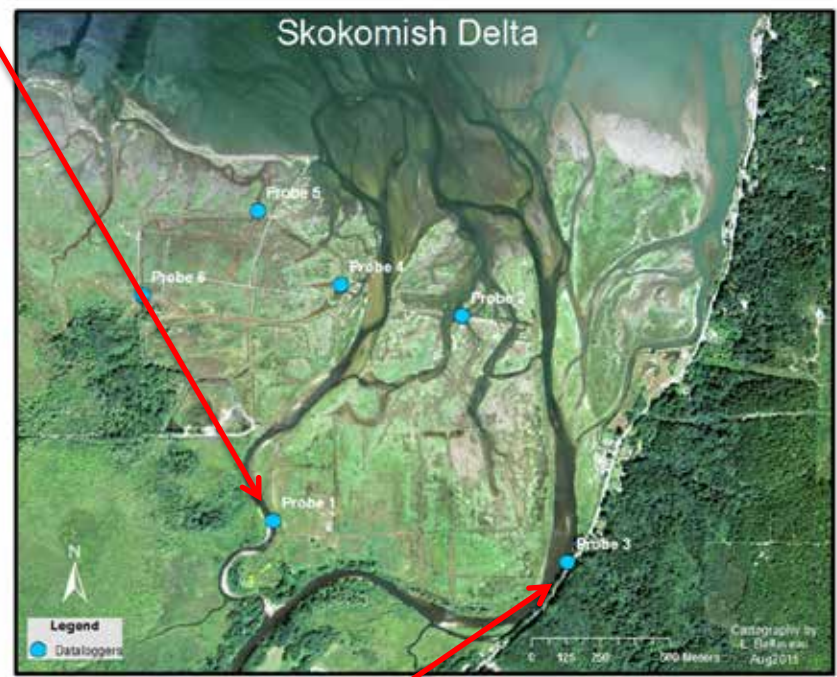 Skokomish Delta
Probe 5
Probe 4
Probe 6
Probe 2
Probe 1
Probe 3
N
Legend
Dataloggers
0 125 250 500 Meters
Cartography by
L.
Aug2011